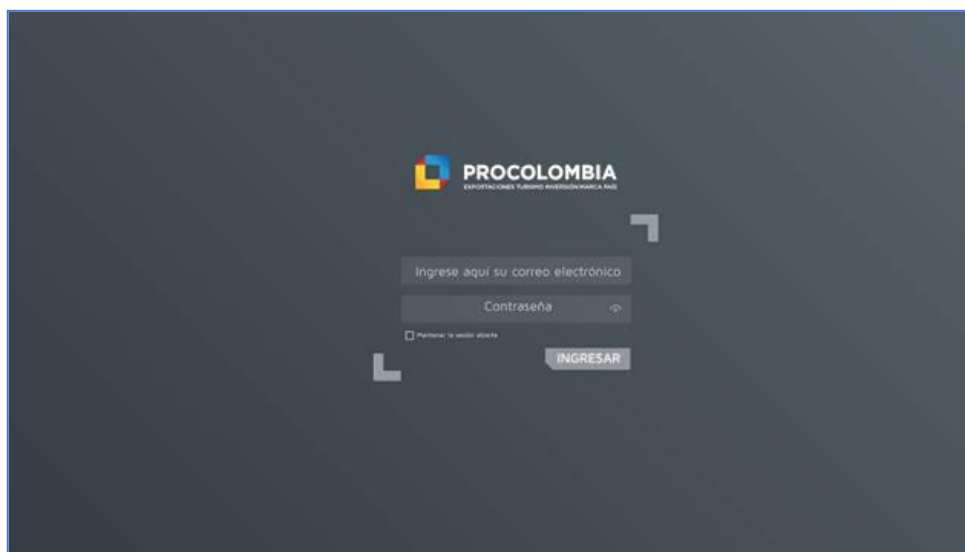 PROCOLOMBIA
EXPORTACIONES TURISMO INVERSIÓN MARCA PAÍS
Ingrese aquí su correo electrónico
Contraseña
Mantener la sesión abierta
INGRESAR